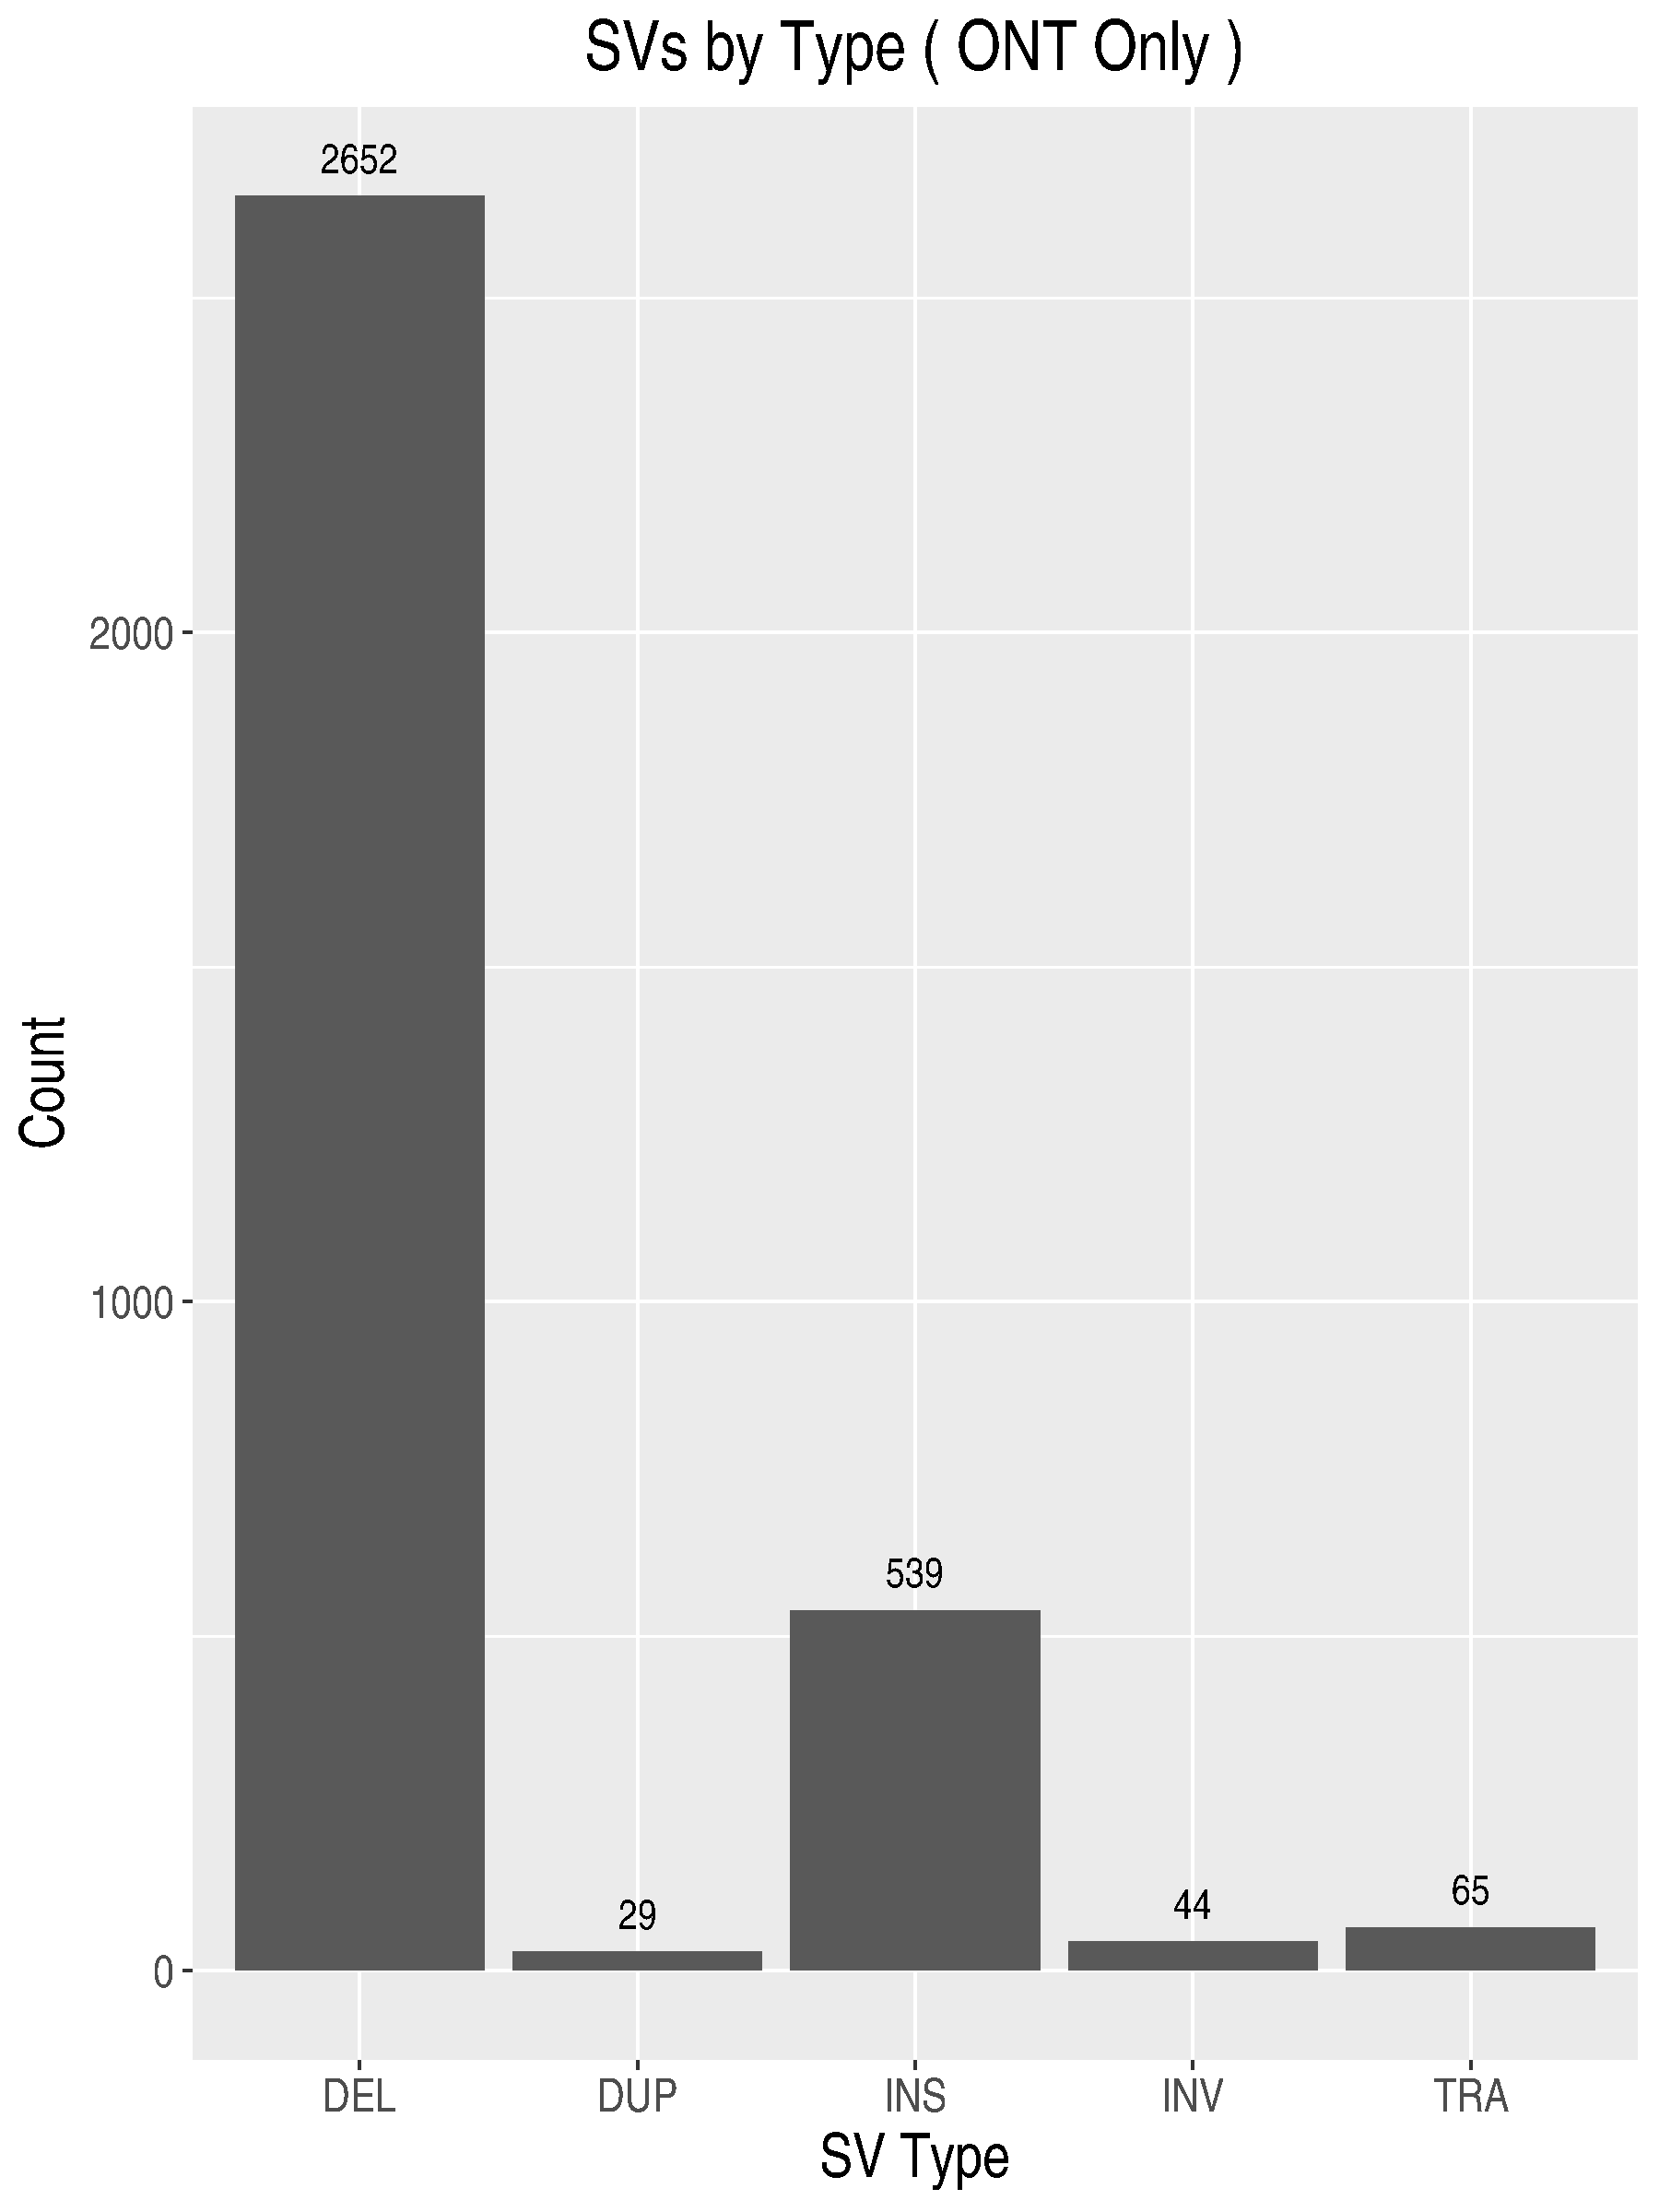 SVs by Type ( ONT Only )
2652
2000
Count
1000
539
29
44
65
0
DEL DUP INS INV TRA
SV Type